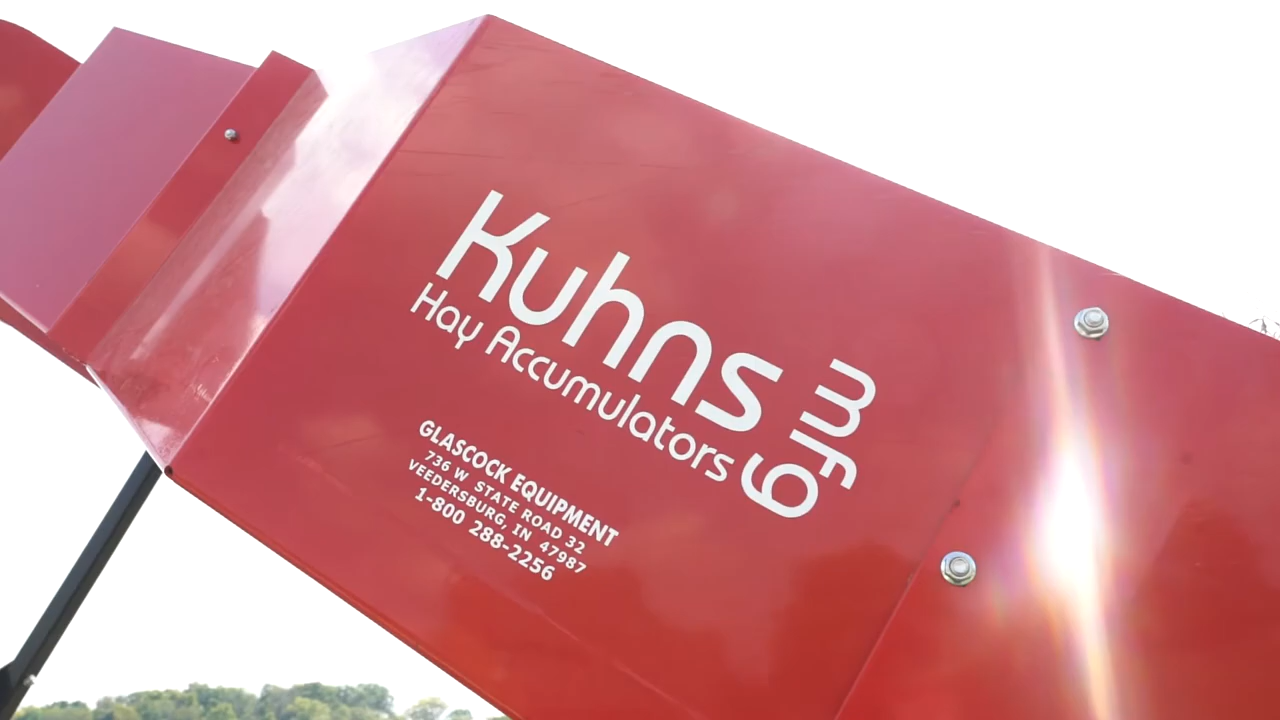 Kuhns
mfg
Hay Accumulators
GLASCOCK EQUIPMENT
736 W STATE ROAD 32
VEEDERSBURG, IN 47987
1-800 288-2256